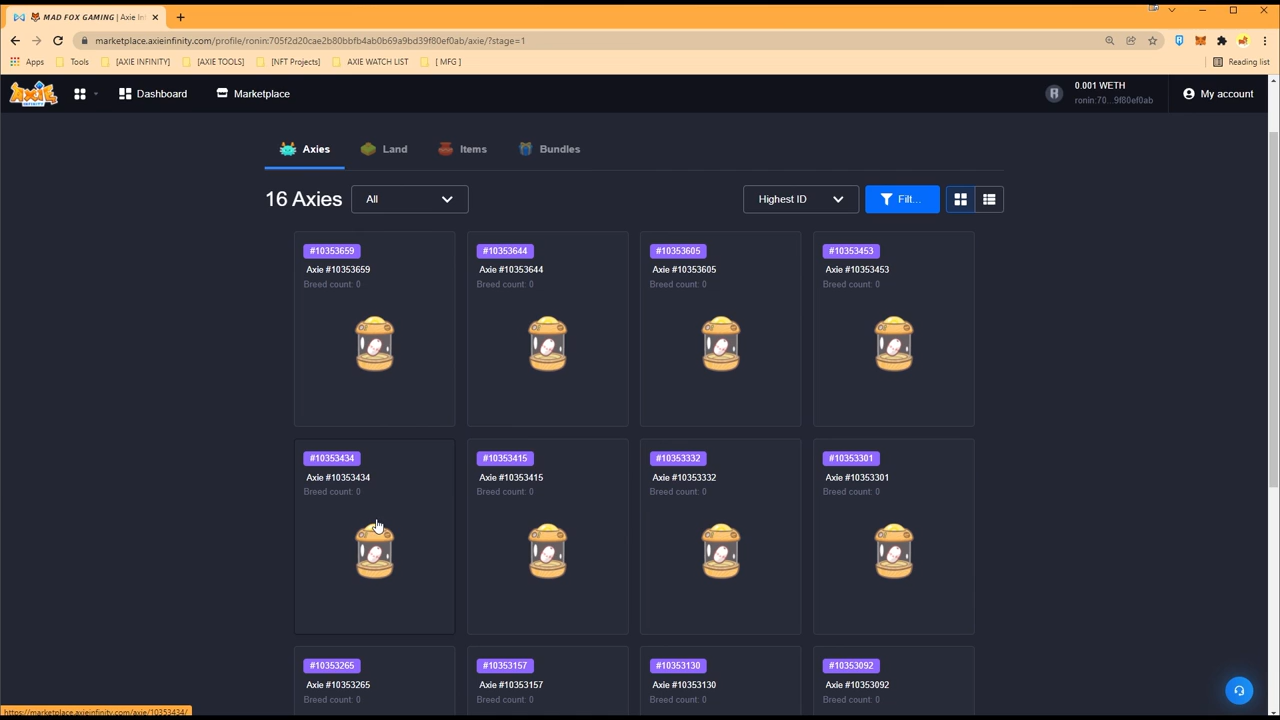 MAD FOX GAMING | Axie In
marketplace.axieinfinity.com/profile/ronin:705f2d20cae2b80bbfb4ab0b69a9bd39f80ef0ab/axie/?stage=1
Apps Tools [AXIE INFINITY] [AXIE TOOLS] [NFT Projects] AXIE WATCH LIST [ MFG ] Reading list
AXIE INFINITY Dashboard Marketplace
0.001 WETH
ronin:70...9f80ef0ab
My account
Axies Land Items Bundles
16 Axies All Highest ID Filt...
#10353659 #10353644 #10353605 #10353453
Axie #10353659 Axie #10353644 Axie #10353605 Axie #10353453
Breed count: 0 Breed count: 0 Breed count: 0 Breed count: 0
#10353434 #10353415 #10353332 #10353301
Axie #10353434 Axie #10353415 Axie #10353332 Axie #10353301
Breed count: 0 Breed count: 0 Breed count: 0 Breed count: 0
#10353265 #10353157 #10353130 #10353092
Axie #10353265 Axie #10353157 Axie #10353130 Axie #10353092
Breed count: 0 Breed count: 0 Breed count: 0 Breed count: 0
https://marketplace.axieinfinity.com/axie/10353434/